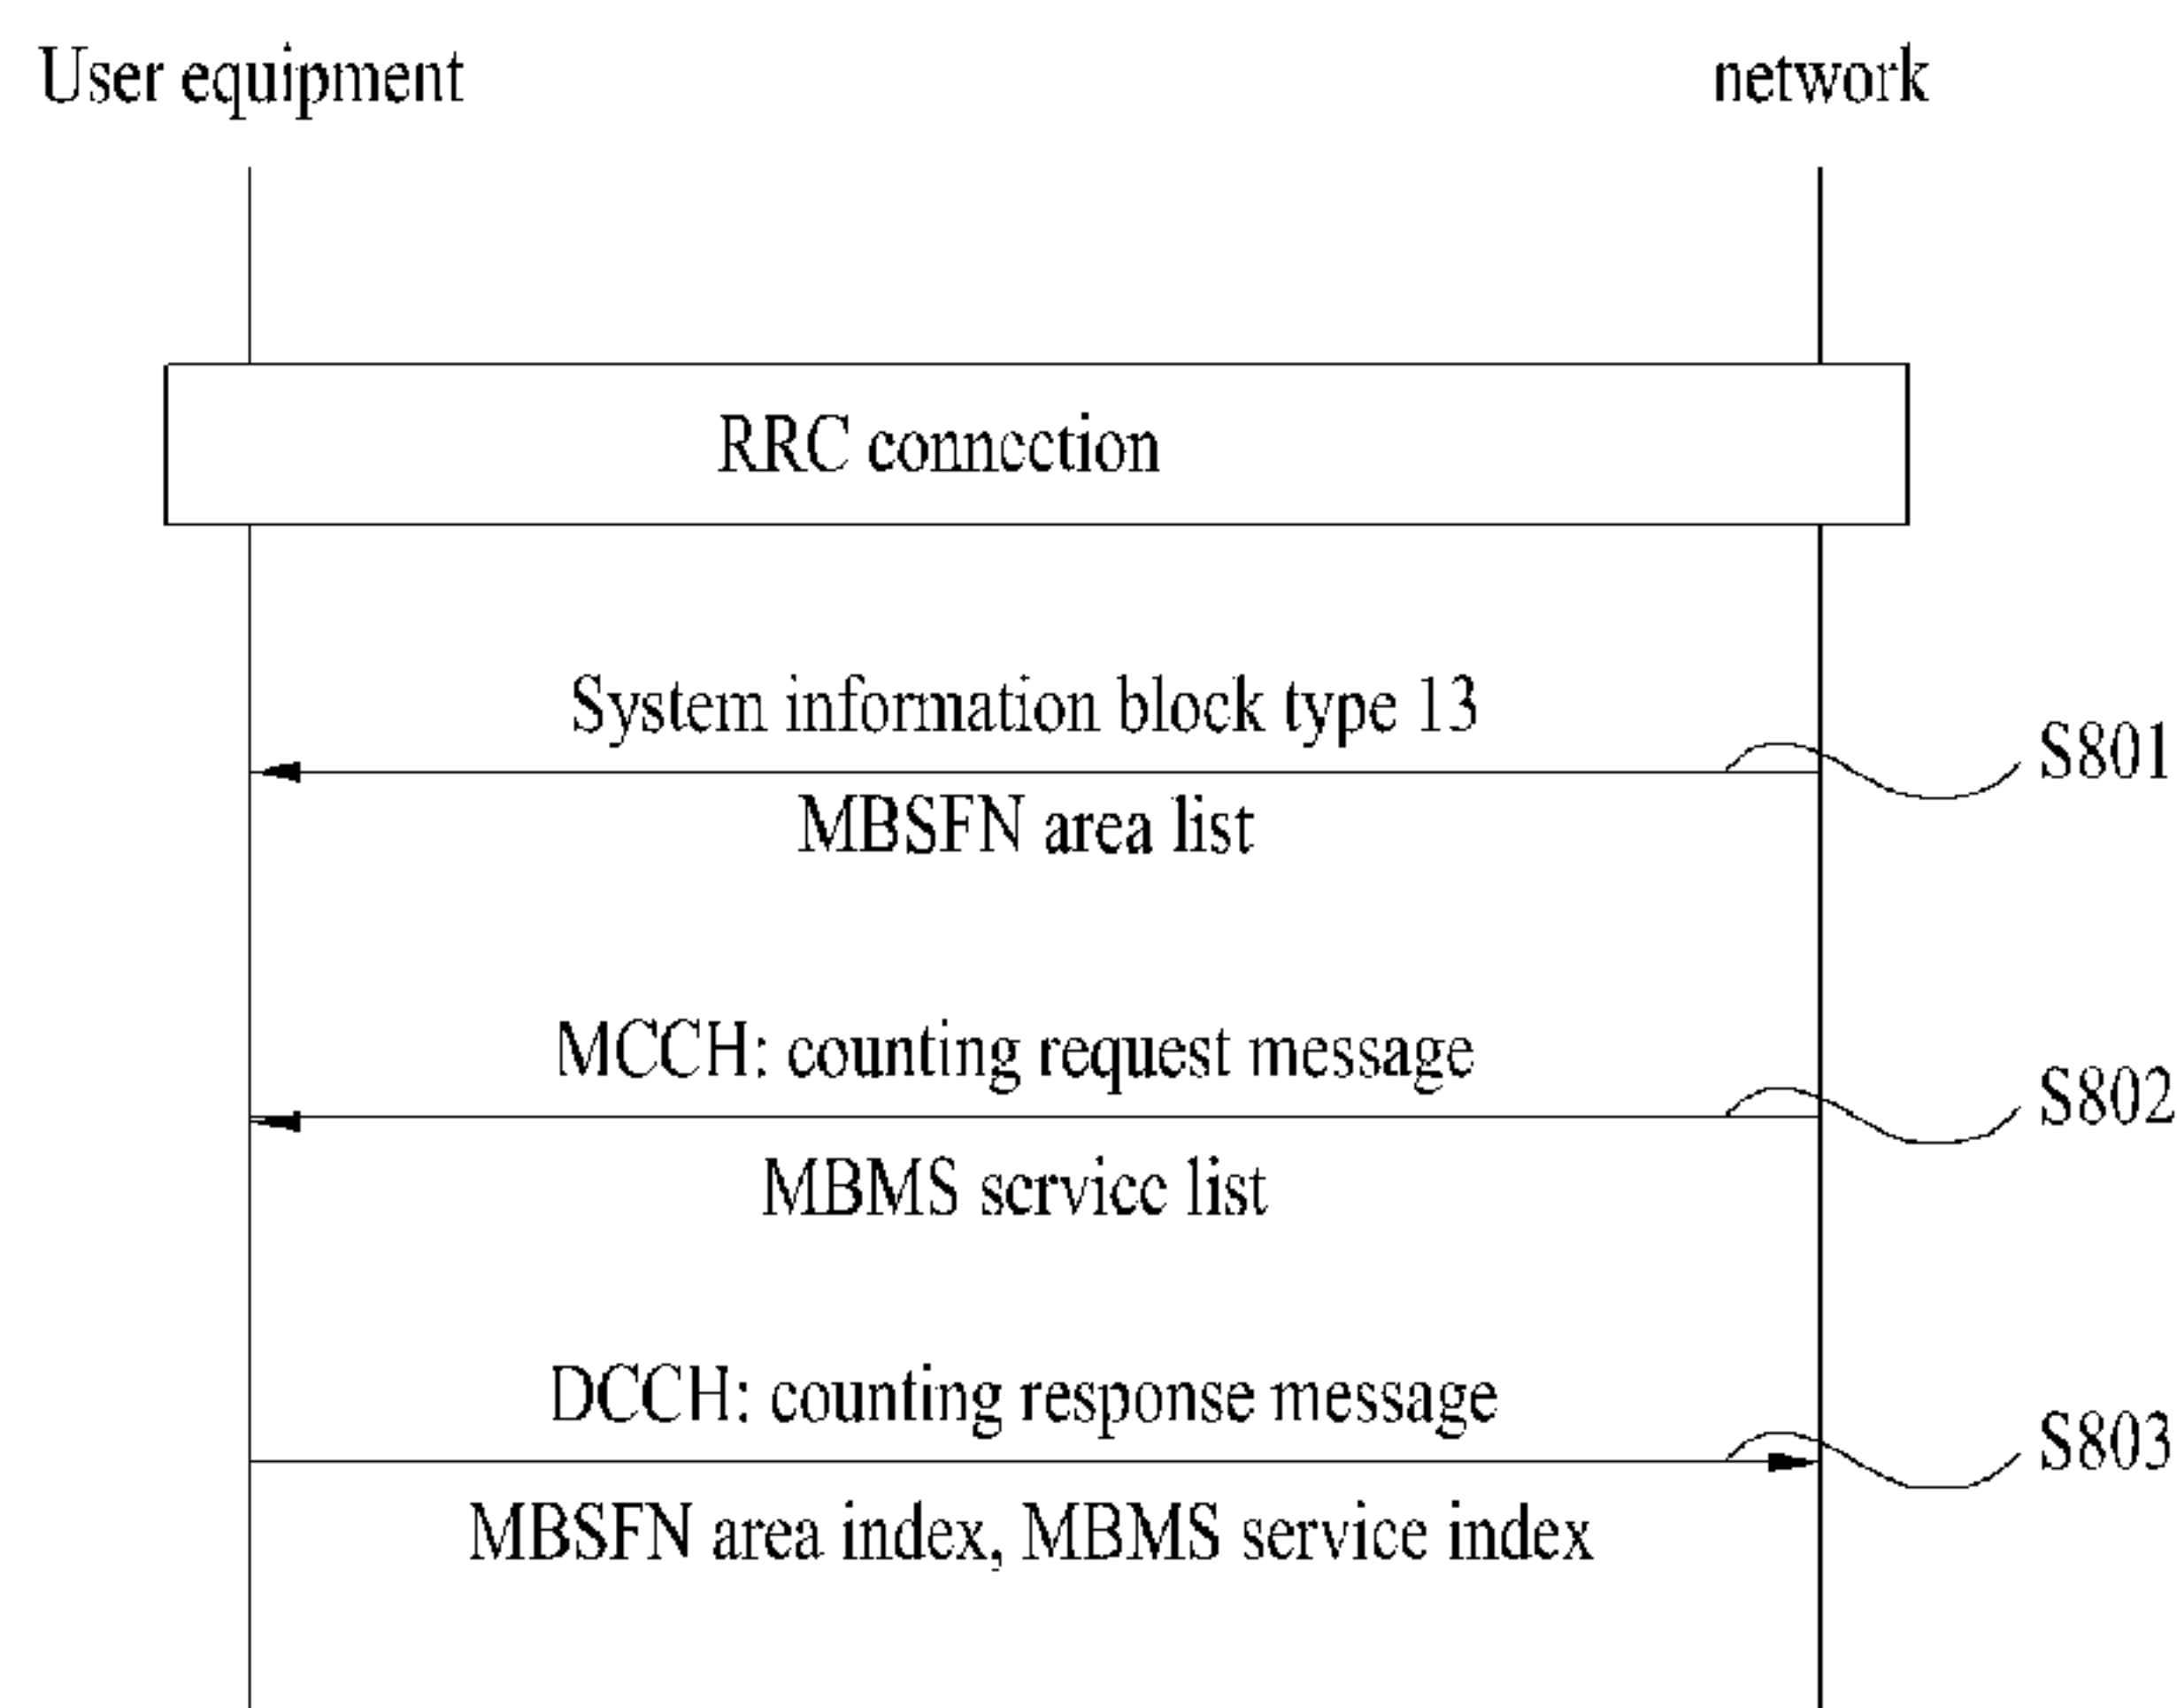 User equipment
network
RRC connection
System information block type 13
S801
MBSFN area list
MCCH: counting request message
S802
MBMS service list
DCCH: counting response message
S803
MBSFN area index, MBMS service index